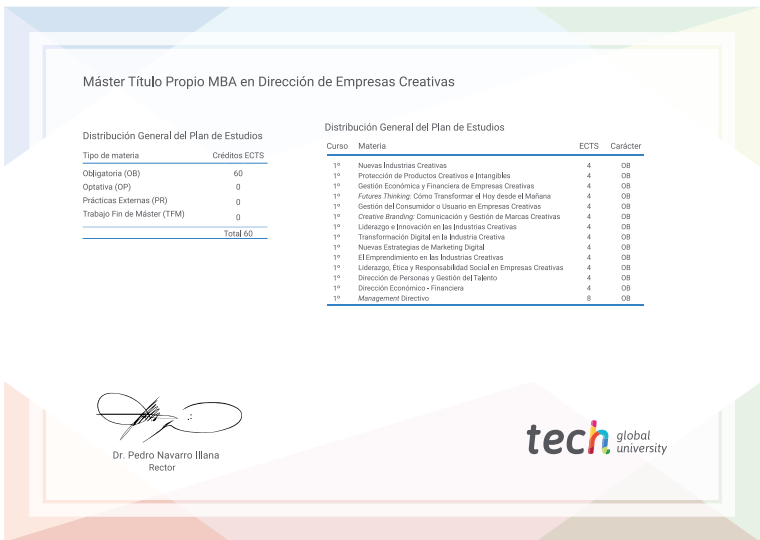 Máster Título Propio MBA en Dirección de Empresas Creativas
Distribución General del Plan de Estudios
Tipo de materia Créditos ECTS
Obligatoria (OB) 60
Optativa (OP) 0
Prácticas Externas (PR) 0
Trabajo Fin de Máster (TFM) 0
Total 60
Distribución General del Plan de Estudios
Curso Materia ECTS Carácter
1º Nuevas Industrias Creativas 4 OB
1º Protección de Productos Creativos e Intangibles 4 OB
1º Gestión Económica y Financiera de Empresas Creativas 4 OB
1º Futures Thinking: Cómo Transformar el Hoy desde el Mañana 4 OB
1º Gestión del Consumidor o Usuario en Empresas Creativas 4 OB
1º Creative Branding: Comunicación y Gestión de Marcas Creativas 4 OB
1º Liderazgo e Innovación en las Industrias Creativas 4 OB
1º Transformación Digital en la Industria Creativa 4 OB
1º Nuevas Estrategias de Marketing Digital 4 OB
1º El Emprendimiento en las Industrias Creativas 4 OB
1º Liderazgo, Ética y Responsabilidad Social en Empresas Creativas 4 OB
1º Dirección de Personas y Gestión del Talento 4 OB
1º Dirección Económico - Financiera 4 OB
1º Management Directivo 8 OB
Dr. Pedro Navarro Illana
Rector
tech global
university